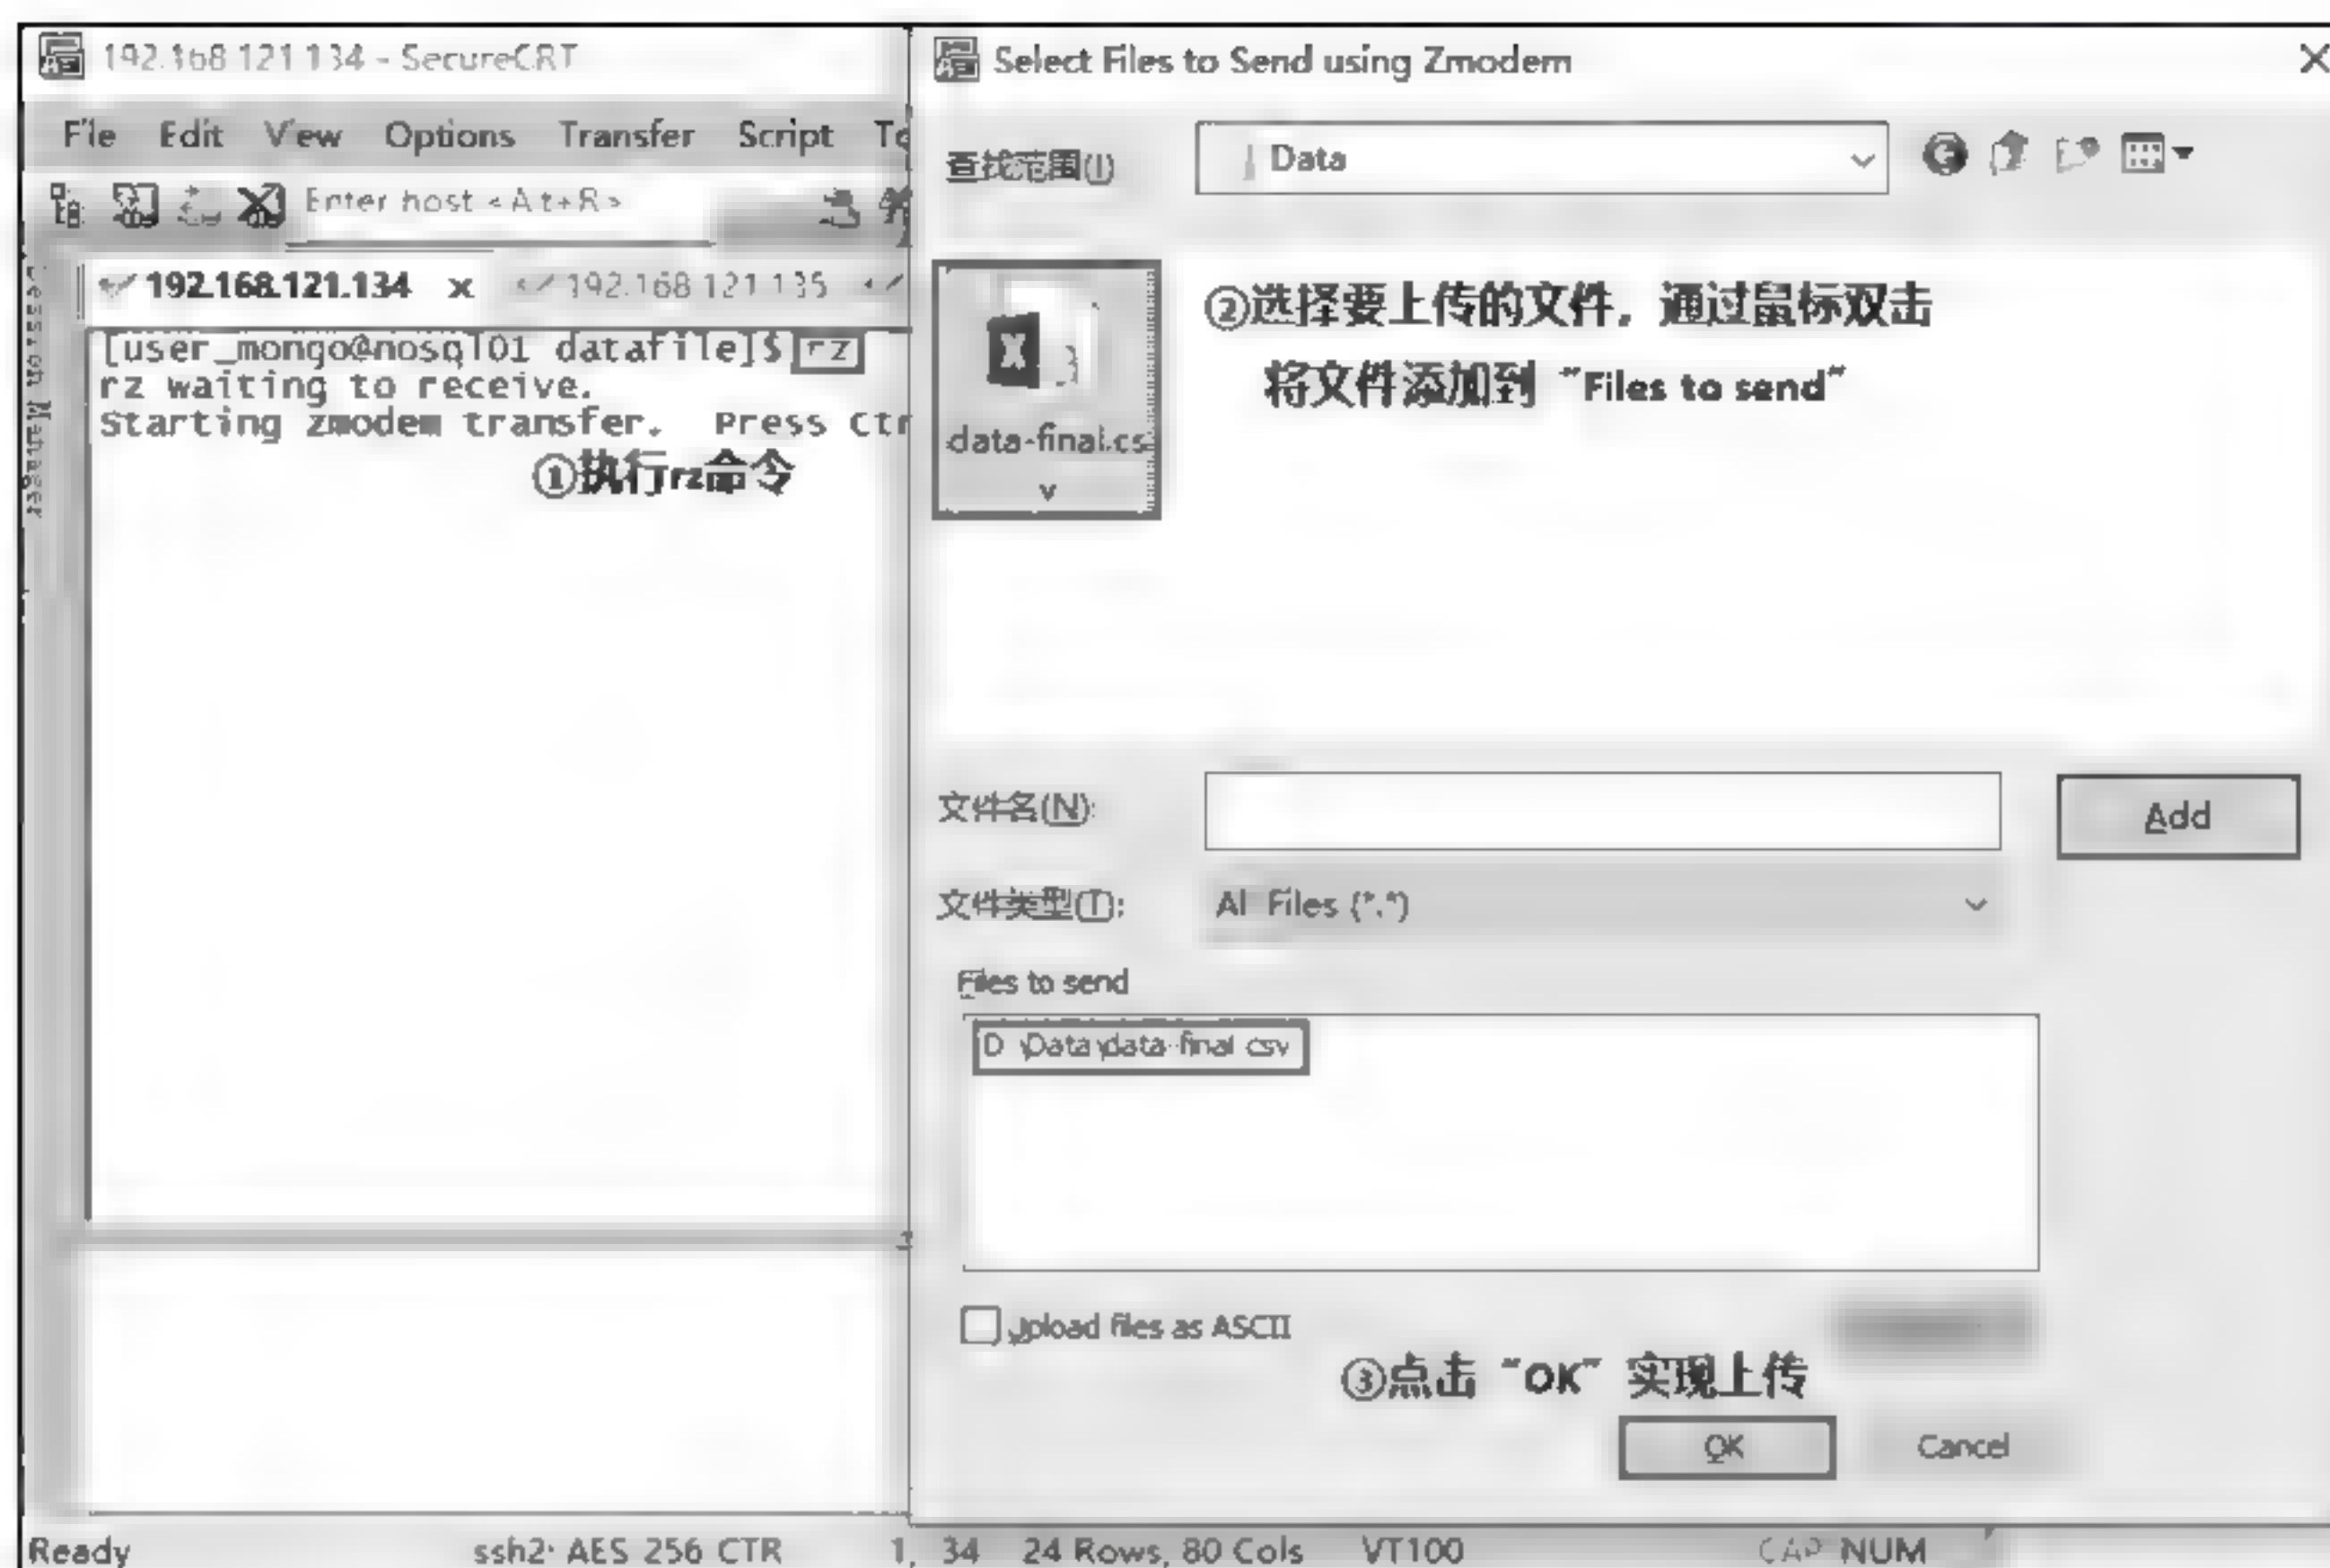 192.168.121.134 - SecureCRT
File Edit View Options Transfer Script
Enter host <Alt+R>
192.168.121.134 x 192.168.121.135
Session Manager
[user_mongo@nosql01 datafile]$ rz
rz waiting to receive.
Starting zmodem transfer. Press Ctr
①执行rz命令
Select Files to Send using Zmodem
查找范围(I)
Data
data-final.cs
v
②选择要上传的文件，通过鼠标双击
将文件添加到 “Files to send”
文件名(N):
Add
文件类型(T):
All Files (*.*)
Files to send
D:\Data\data-final.csv
Upload files as ASCII
③点击 “OK” 实现上传
OK Cancel
Ready ssh2: AES 256 CTR 1, 34 24 Rows, 80 Cols VT100 CAP NUM